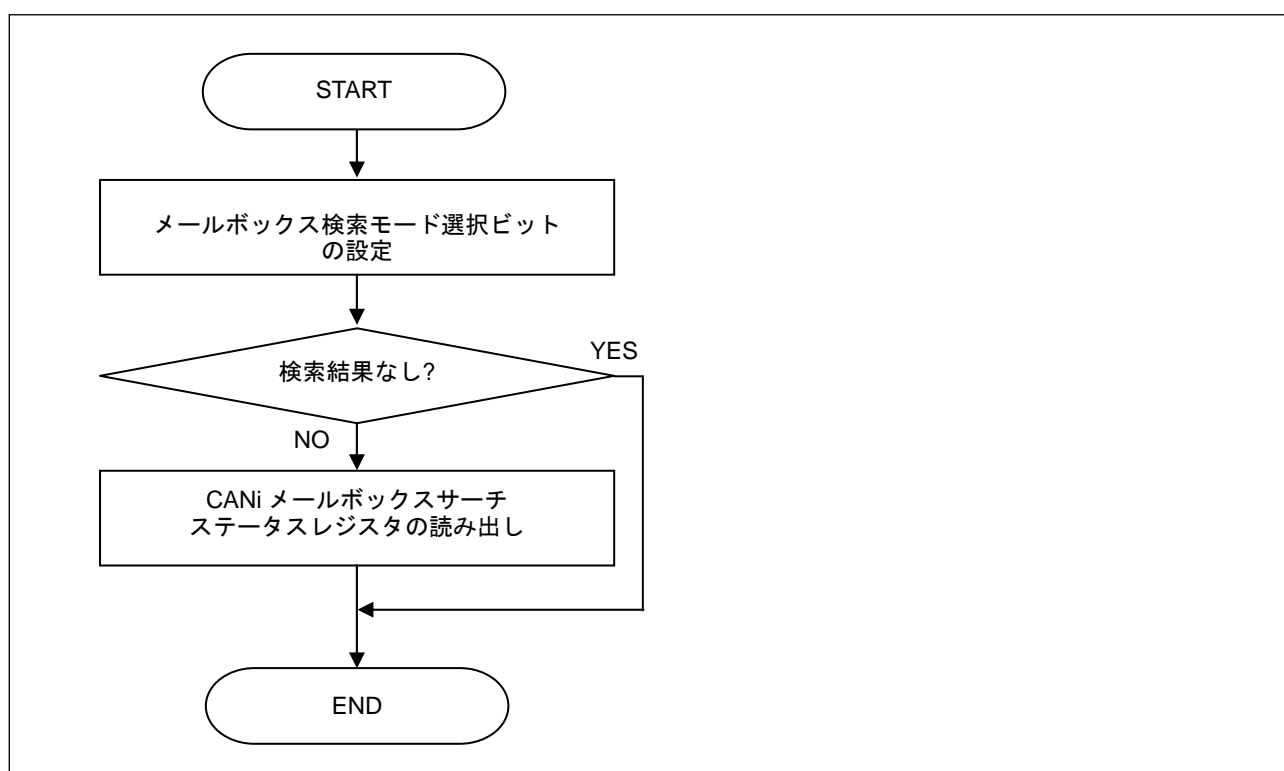 START
メールボックス検索モード選択ビット
の設定
YES
検索結果なし?
NO
CANi メールボックスサーチ
ステータスレジスタの読み出し
END